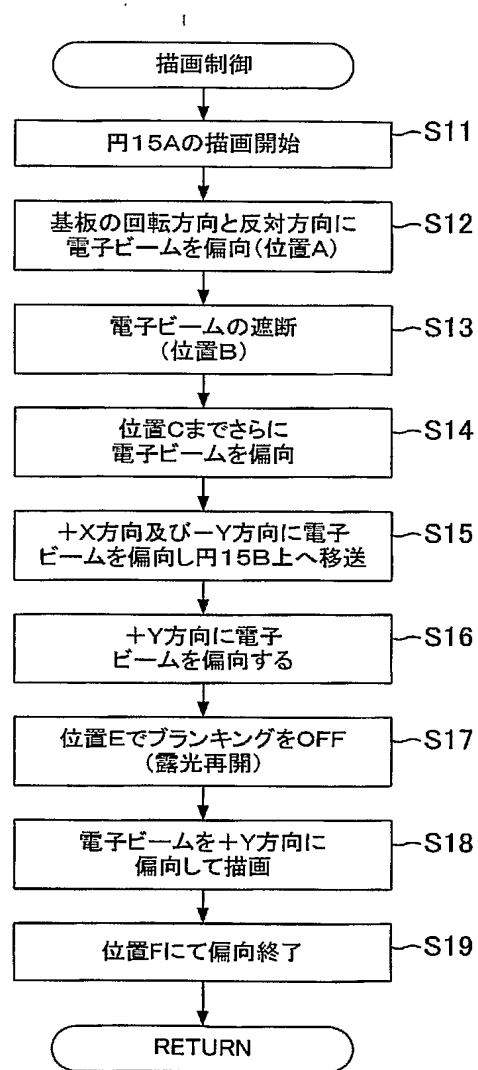 描画制御
円15Aの描画開始
S11
基板の回転方向と反対方向に
電子ビームを偏向(位置A)
S12
電子ビームの遮断
(位置B)
S13
位置Cまでさらに
電子ビームを偏向
S14
+X方向及び-Y方向に電子
ビームを偏向し円15B上へ移送
S15
+Y方向に電子
ビームを偏向する
S16
位置EでブランキングをOFF
(露光再開)
S17
電子ビームを+Y方向に
偏向して描画
S18
位置Fにて偏向終了
S19
RETURN